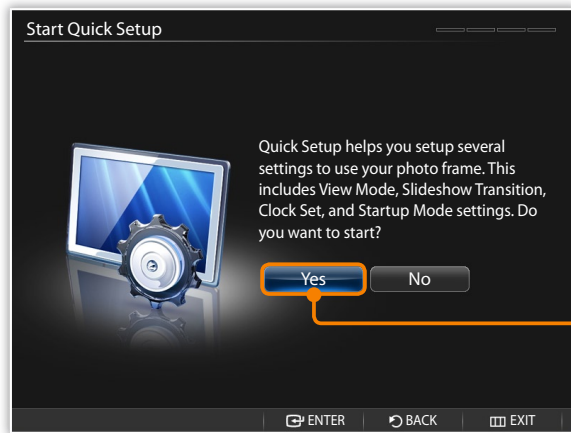 Start Quick Setup
Quick Setup helps you setup several
settings to use your photo frame. This
includes View Mode, Slideshow Transition,
Clock Set, and Startup Mode settings. Do
you want to start?
Yes No
ENTER BACK EXIT